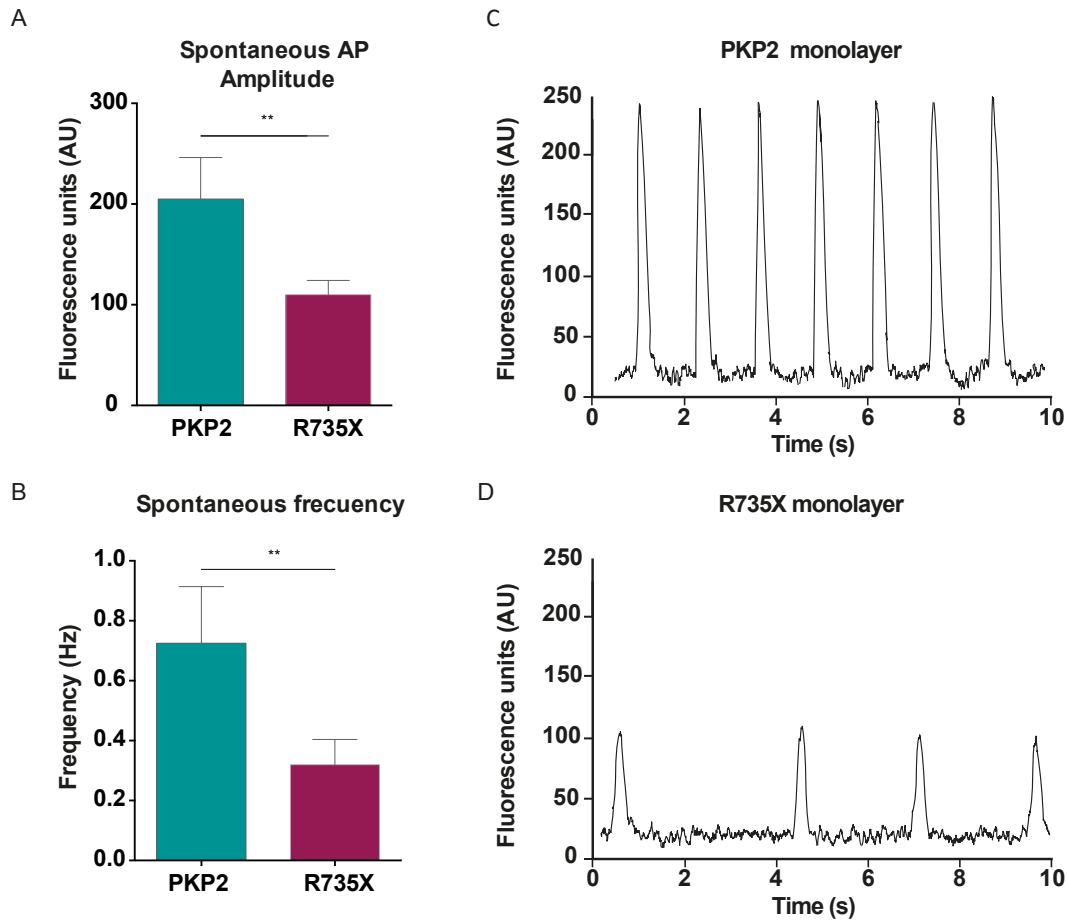 A
Spontaneous AP
Amplitude
Fluorescence units (AU)
300
200
100
0
**
PKP2
R735X
C
PKP2 monolayer
Fluorescence units (AU)
250
200
150
100
50
0
0
2
4
6
8
10
Time (s)
B
Spontaneous frecuency
Frequency (Hz)
1.0
0.8
0.6
0.4
0.2
0.0
**
PKP2
R735X
D
R735X monolayer
Fluorescence units (AU)
250
200
150
100
50
0
0
2
4
6
8
10
Time (s)